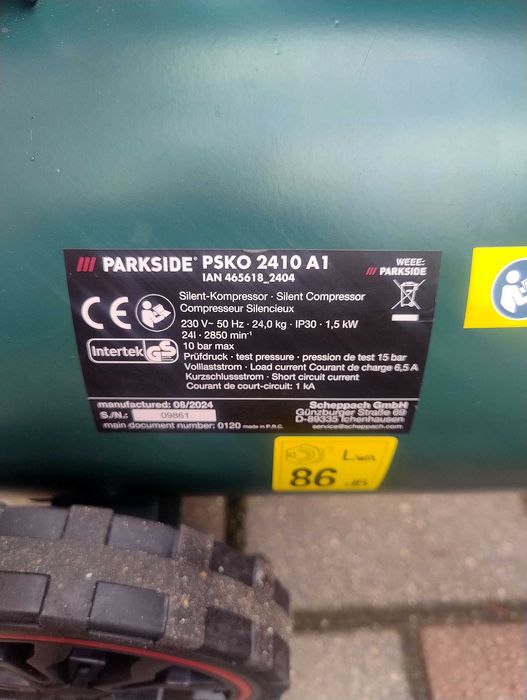 PARKSIDE® PSKO 2410 A1
IAN 465618_2404
WEEE:
PARKSIDE
CE
Silent-Kompressor · Silent Compressor
Compresseur Silencieux
230 V~ 50 Hz · 24,0 kg · IP30 · 1,5 kW
24l · 2850 min⁻¹
10 bar max
Prüfdruck · test pressure · pression de test 15 bar
Volllaststrom · Load current Courant de charge 6,5 A
Kurzschlussstrom · Short circuit current
Courant de court-circuit: 1 kA
Intertek GS
manufactured: 08/2024
S./N.: 09861
main document number: 0120 made in P.R.C.
Scheppach GmbH
Günzburger Straße 69
D-89335 Ichenhausen
service@scheppach.com
LWA
86 dB